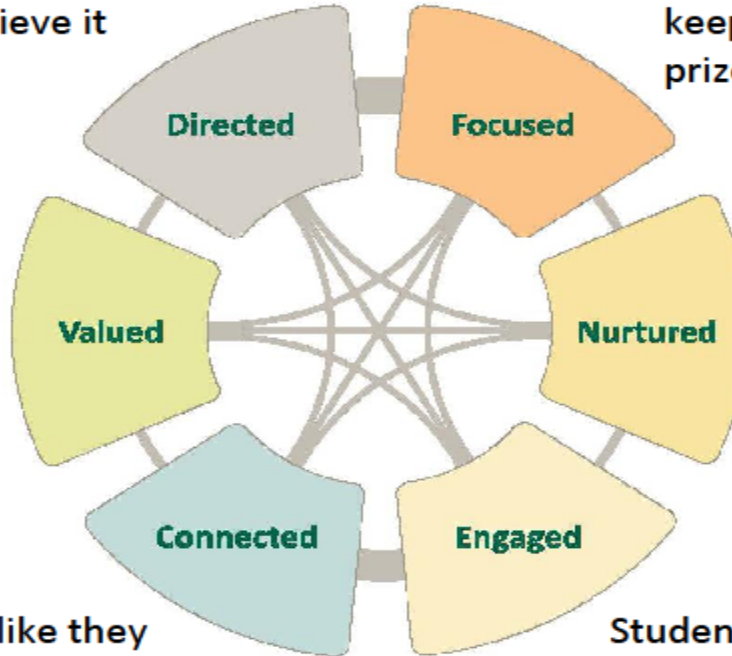 ieve it
keep
prize
Directed
Focused
Valued
Nurtured
Connected
Engaged
like they
Studen